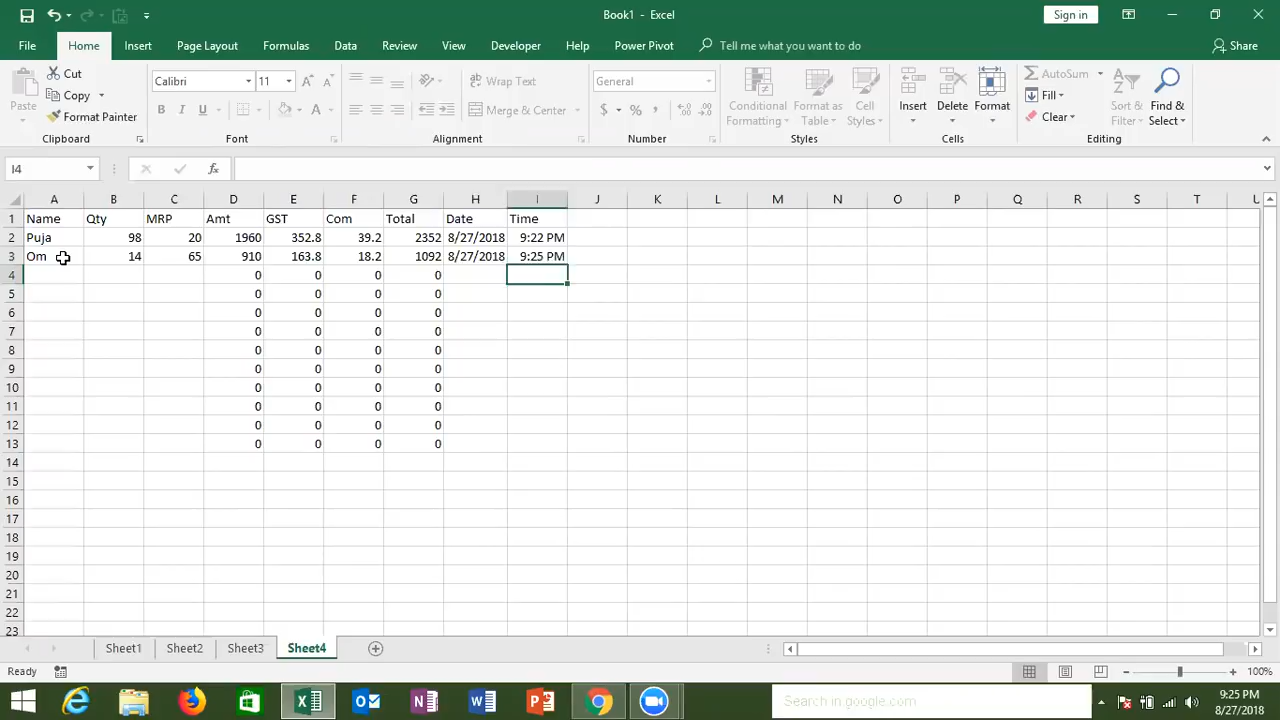 Book1 - Excel
Sign in
File Home Insert Page Layout Formulas Data Review View Developer Help Power Pivot Tell me what you want to do Share
Paste
Cut
Copy
Format Painter
Clipboard
Calibri 11
B I U
Font
Wrap Text
Merge & Center
Alignment
General
$ % ,
Number
Conditional Formatting
Format as Table
Cell Styles
Styles
Insert Delete Format
Cells
AutoSum
Fill
Clear
Sort & Filter
Find & Select
Editing
I4
fx
A B C D E F G H I J K L M N O P Q R S T U
1 Name Qty MRP Amt GST Com Total Date Time
2 Puja 98 20 1960 352.8 39.2 2352 8/27/2018 9:22 PM
3 Om 14 65 910 163.8 18.2 1092 8/27/2018 9:25 PM
4 0 0 0 0
5 0 0 0 0
6 0 0 0 0
7 0 0 0 0
8 0 0 0 0
9 0 0 0 0
10 0 0 0 0
11 0 0 0 0
12 0 0 0 0
13 0 0 0 0
14
15
16
17
18
19
20
21
22
23
Sheet1 Sheet2 Sheet3 Sheet4
Ready
100%
Search in google.com
9:25 PM
8/27/2018